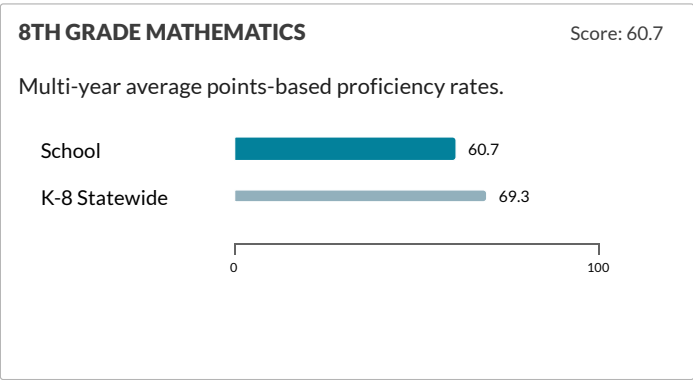 8TH GRADE MATHEMATICS Score: 60.7
Multi-year average points-based proficiency rates.
School 60.7
K-8 Statewide 69.3
0 100